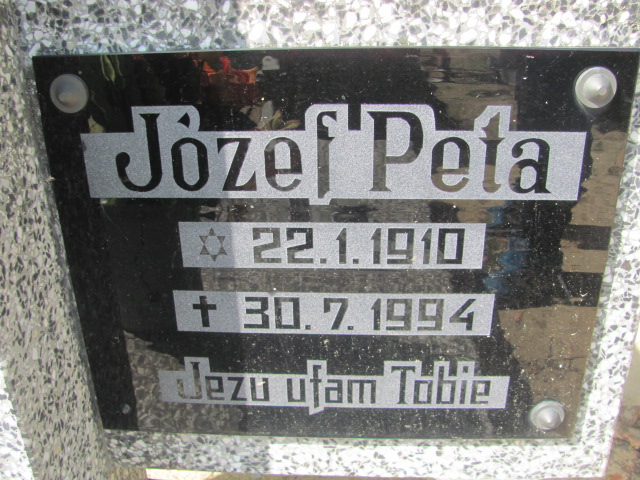 Józef Peta
✡ 22.1.1910
✝ 30.7.1994
Jezu ufam Tobie